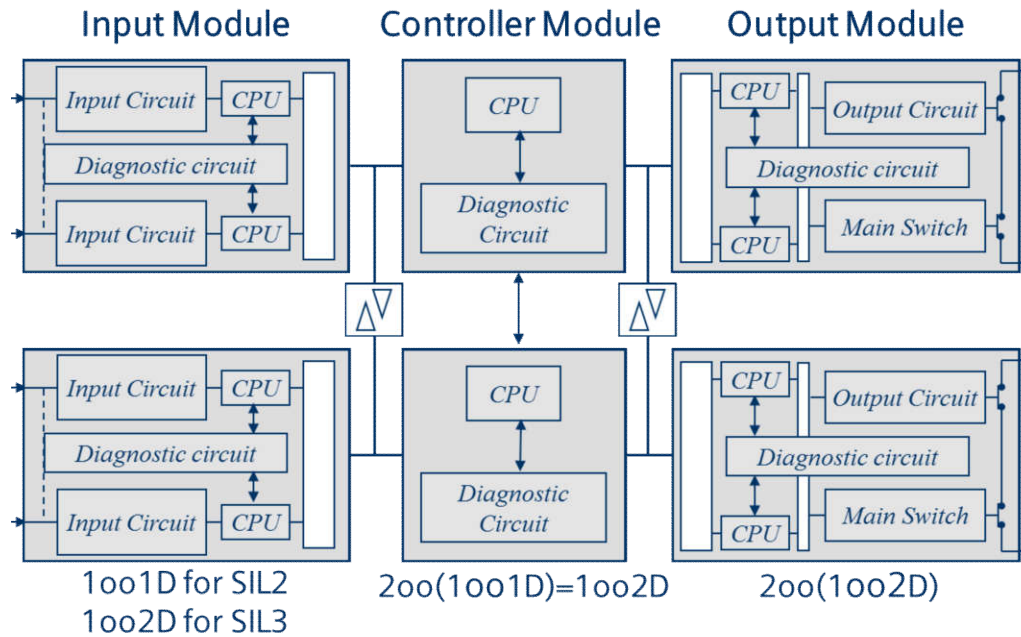 Input Module
Controller Module
Output Module
Input Circuit
CPU
Diagnostic circuit
Input Circuit
CPU
CPU
Diagnostic
Circuit
CPU
Output Circuit
Diagnostic circuit
CPU
Main Switch
Input Circuit
CPU
Diagnostic circuit
Input Circuit
CPU
CPU
Diagnostic
Circuit
CPU
Output Circuit
Diagnostic circuit
CPU
Main Switch
1oo1D for SIL2
1oo2D for SIL3
2oo(1oo1D)=1oo2D
2oo(1oo2D)